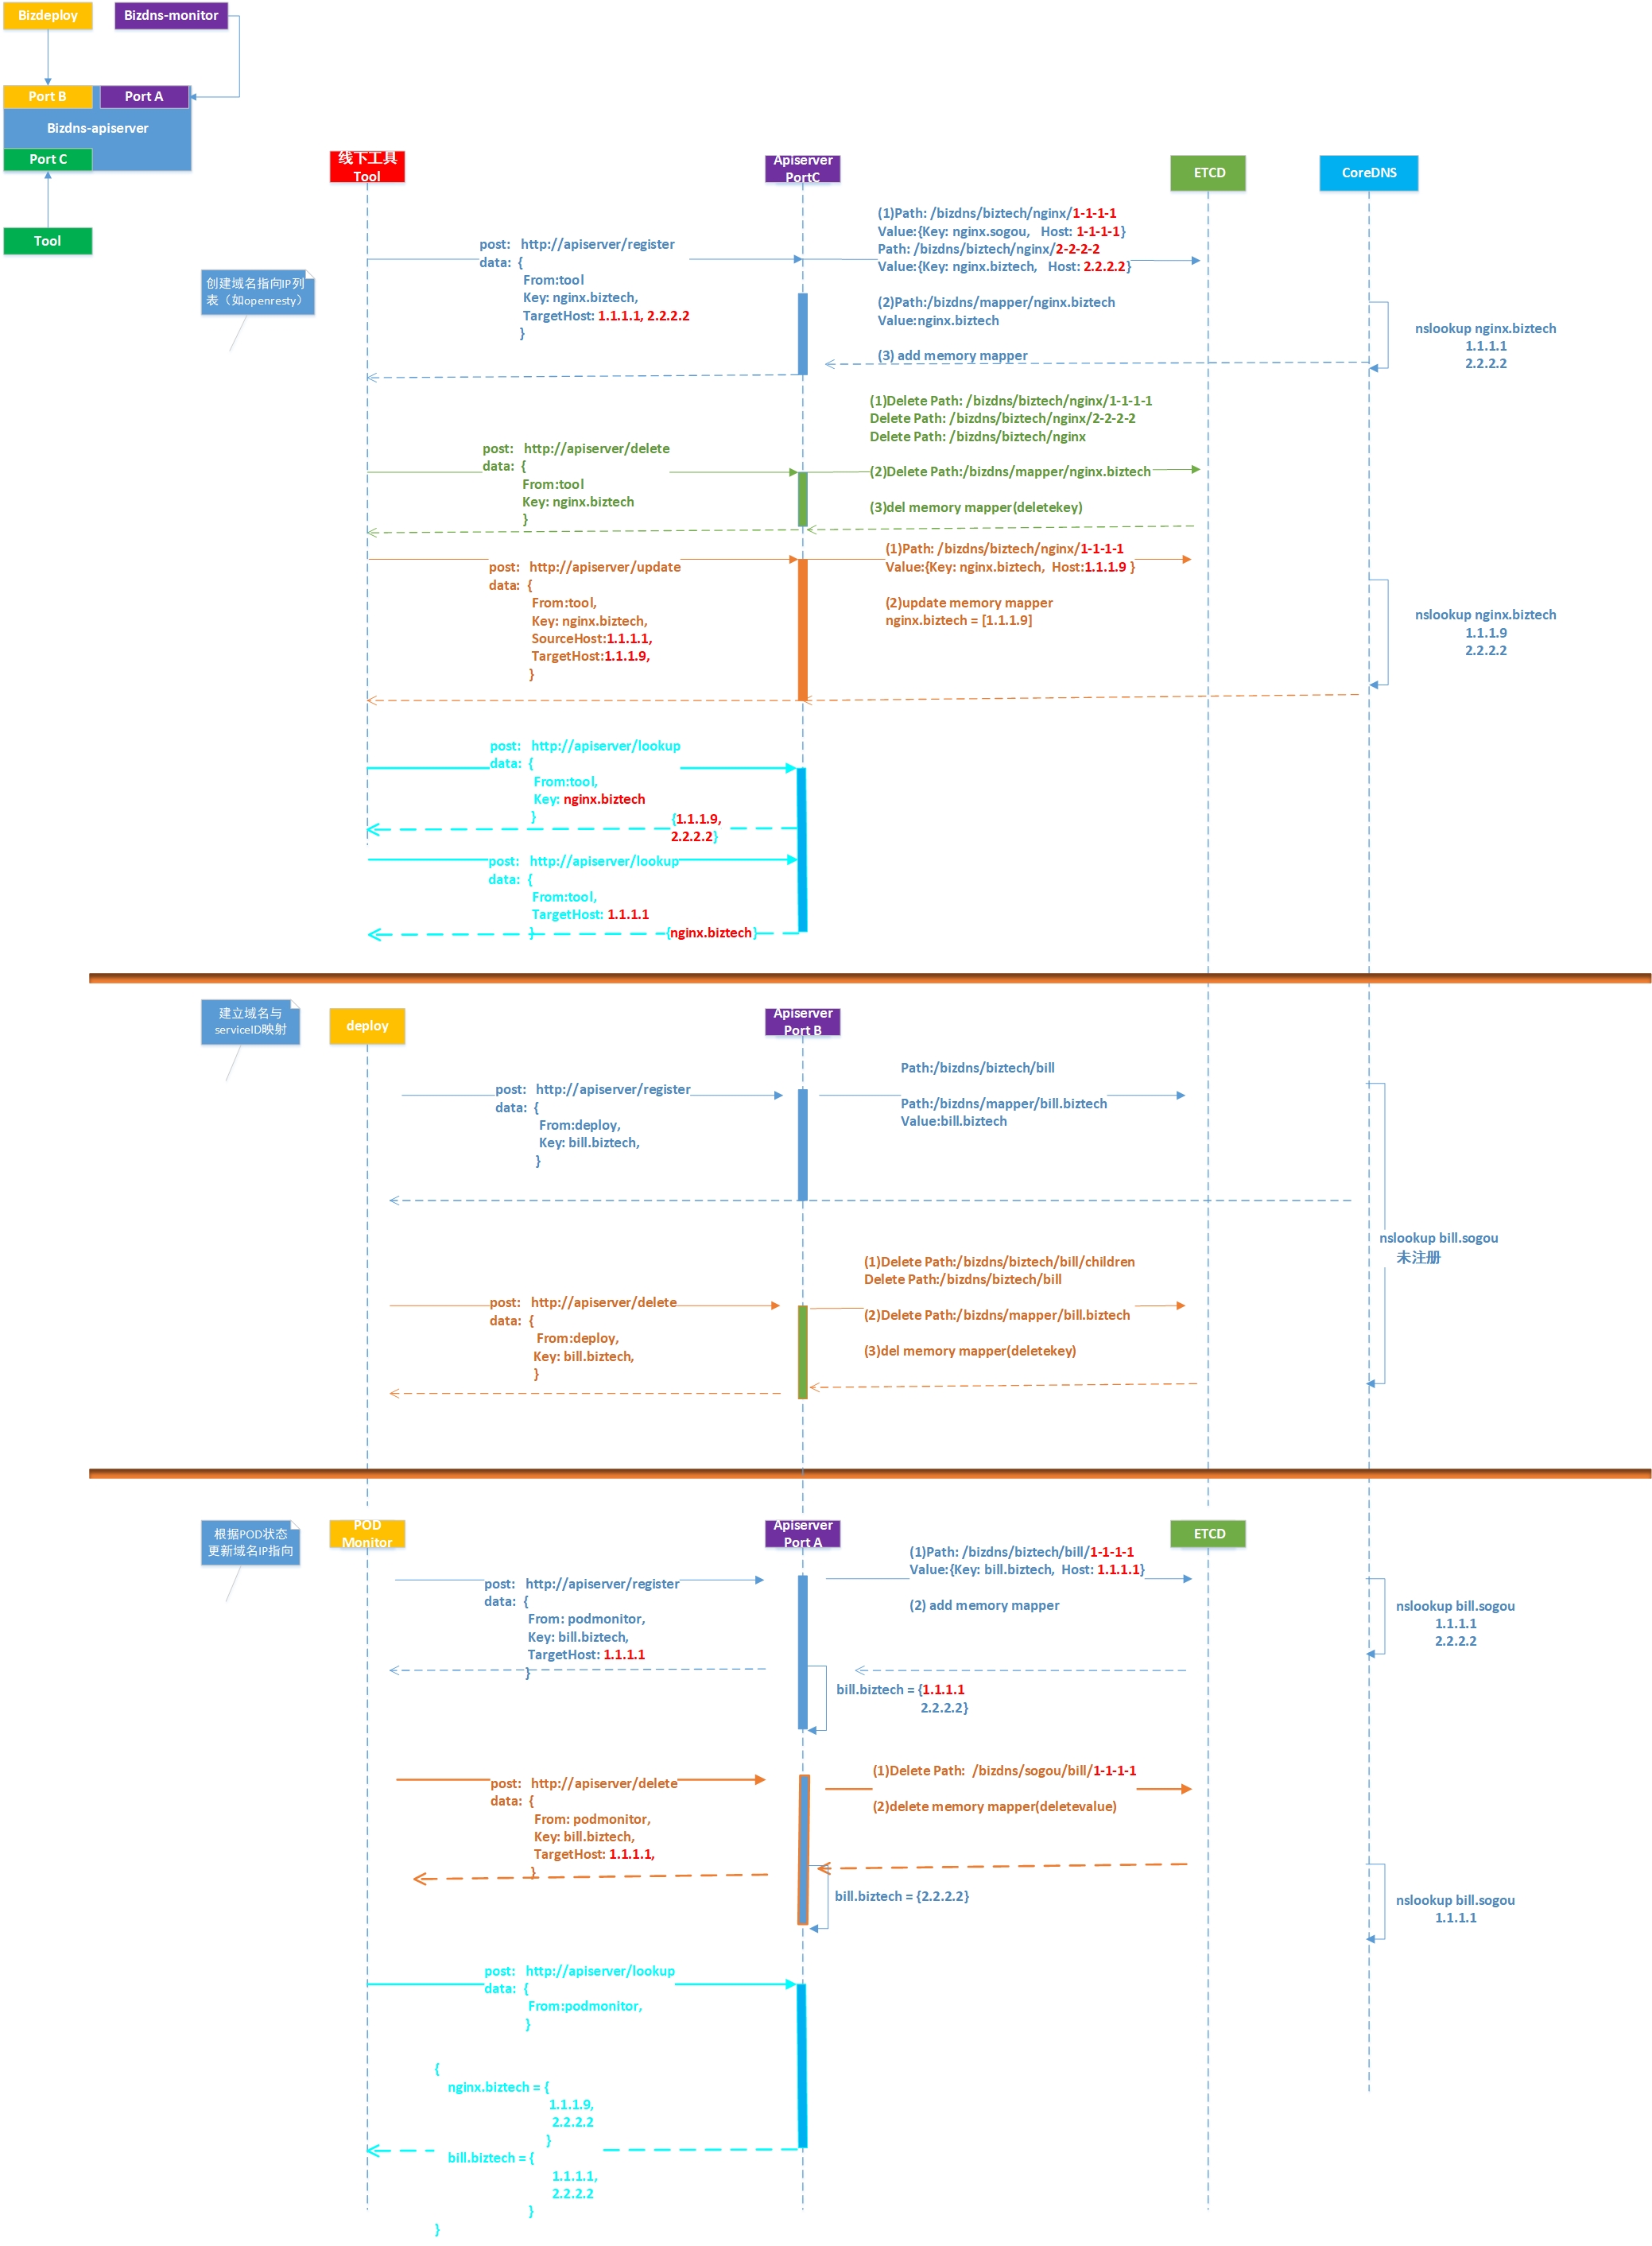 Bizdeploy
Bizdns-monitor
Port B
Port A
Bizdns-apiserver
Port C
Tool
线下工具
Tool
Apiserver
PortC
ETCD
CoreDNS
创建域名指向IP列
表（如openresty）
post: http://apiserver/register
data: {
From:tool
Key: nginx.biztech,
TargetHost: 1.1.1.1, 2.2.2.2
}
(1)Path: /bizdns/biztech/nginx/1-1-1-1
Value:{Key: nginx.sogou, Host: 1-1-1-1}
Path: /bizdns/biztech/nginx/2-2-2-2
Value:{Key: nginx.biztech, Host: 2.2.2.2}
(2)Path:/bizdns/mapper/nginx.biztech
Value:nginx.biztech
(3) add memory mapper
nslookup nginx.biztech
1.1.1.1
2.2.2.2
post: http://apiserver/delete
data: {
From:tool
Key: nginx.biztech
}
(1)Delete Path: /bizdns/biztech/nginx/1-1-1-1
Delete Path: /bizdns/biztech/nginx/2-2-2-2
Delete Path: /bizdns/biztech/nginx
(2)Delete Path:/bizdns/mapper/nginx.biztech
(3)del memory mapper(deletekey)
post: http://apiserver/update
data: {
From:tool,
Key: nginx.biztech,
SourceHost:1.1.1.1,
TargetHost:1.1.1.9,
}
(1)Path: /bizdns/biztech/nginx/1-1-1-1
Value:{Key: nginx.biztech, Host:1.1.1.9 }
(2)update memory mapper
nginx.biztech = [1.1.1.9]
nslookup nginx.biztech
1.1.1.9
2.2.2.2
post: http://apiserver/lookup
data: {
From:tool,
Key: nginx.biztech
}
{1.1.1.9,
2.2.2.2}
post: http://apiserver/lookup
data: {
From:tool,
TargetHost: 1.1.1.1
}
{nginx.biztech}
建立域名与
serviceID映射
deploy
Apiserver
Port B
post: http://apiserver/register
data: {
From:deploy,
Key: bill.biztech,
}
Path:/bizdns/biztech/bill
Path:/bizdns/mapper/bill.biztech
Value:bill.biztech
nslookup bill.sogou
未注册
post: http://apiserver/delete
data: {
From:deploy,
Key: bill.biztech,
}
(1)Delete Path:/bizdns/biztech/bill/children
Delete Path:/bizdns/biztech/bill
(2)Delete Path:/bizdns/mapper/bill.biztech
(3)del memory mapper(deletekey)
根据POD状态
更新域名IP指向
POD
Monitor
Apiserver
Port A
ETCD
post: http://apiserver/register
data: {
From: podmonitor,
Key: bill.biztech,
TargetHost: 1.1.1.1
}
(1)Path: /bizdns/biztech/bill/1-1-1-1
Value:{Key: bill.biztech, Host: 1.1.1.1}
(2) add memory mapper
bill.biztech = {1.1.1.1
2.2.2.2}
nslookup bill.sogou
1.1.1.1
2.2.2.2
post: http://apiserver/delete
data: {
From: podmonitor,
Key: bill.biztech,
TargetHost: 1.1.1.1,
}
(1)Delete Path: /bizdns/sogou/bill/1-1-1-1
(2)delete memory mapper(deletevalue)
bill.biztech = {2.2.2.2}
nslookup bill.sogou
1.1.1.1
post: http://apiserver/lookup
data: {
From:podmonitor,
}
{
nginx.biztech = {
1.1.1.9,
2.2.2.2
}
bill.biztech = {
1.1.1.1,
2.2.2.2
}
}